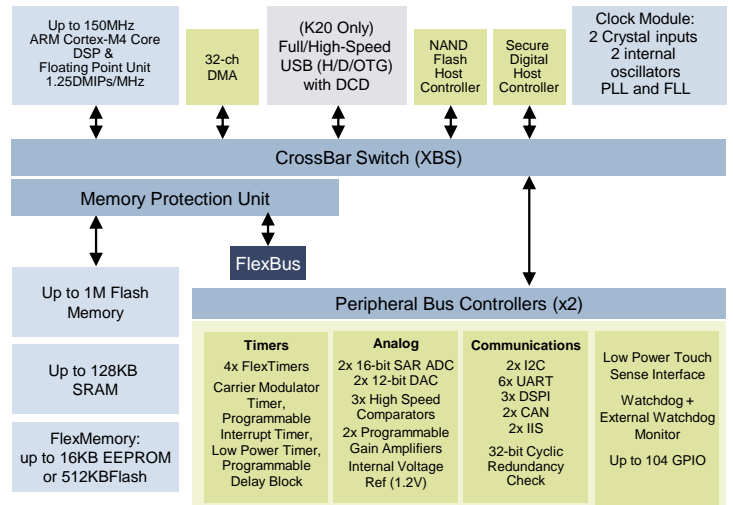 Up to 150MHz
ARM Cortex-M4 Core
DSP &
Floating Point Unit
1.25DMIPs/MHz
32-ch
DMA
(K20 Only)
Full/High-Speed
USB (H/D/OTG)
with DCD
NAND
Flash
Host
Controller
Secure
Digital
Host
Controller
Clock Module:
2 Crystal inputs
2 internal
oscillators
PLL and FLL
CrossBar Switch (XBS)
Memory Protection Unit
FlexBus
Up to 1M Flash
Memory
Up to 128KB
SRAM
FlexMemory:
up to 16KB EEPROM
or 512KBFlash
Peripheral Bus Controllers (x2)
Timers
4x FlexTimers
Carrier Modulator
Timer,
Programmable
Interrupt Timer,
Low Power Timer,
Programmable
Delay Block
Analog
2x 16-bit SAR ADC
2x 12-bit DAC
3x High Speed
Comparators
2x Programmable
Gain Amplifiers
Internal Voltage
Ref (1.2V)
Communications
2x I2C
6x UART
3x DSPI
2x CAN
2x IIS
32-bit Cyclic
Redundancy
Check
Low Power Touch
Sense Interface
Watchdog +
External Watchdog
Monitor
Up to 104 GPIO